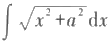 ∫ √(x² + a²) dx